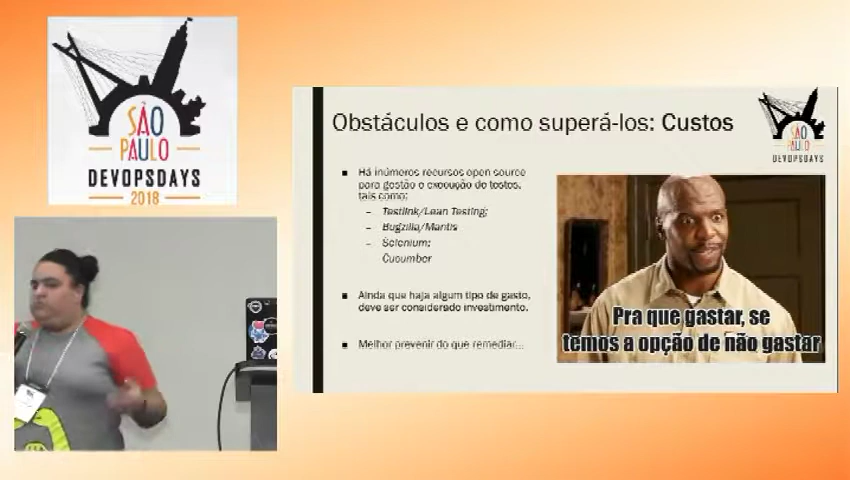 SÃO
PAULO
DEVOPSDAYS
2018
Obstáculos e como superá-los: Custos
SÃO
PAULO
DEVOPSDAYS
Há inúmeros recursos open source
para gestão e execução de testes,
tais como:
Testlink/Lean Testing;
Bugzilla/Mantis
Selenium;
Cucumber
Ainda que haja algum tipo de gasto,
deve ser considerado investimento.
Melhor prevenir do que remediar...
Pra que gastar, se
temos a opção de não gastar